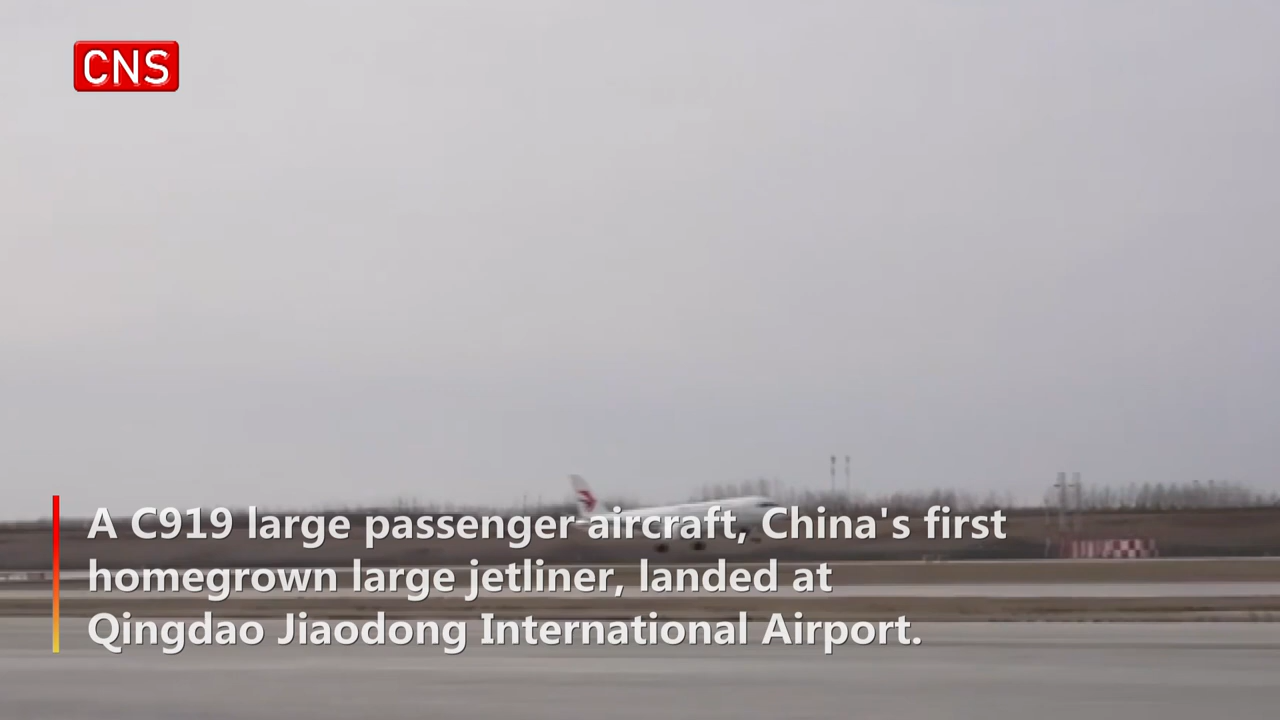 CNS
A C919 large passenger aircraft, China's first
homegrown large jetliner, landed at
Qingdao Jiaodong International Airport.